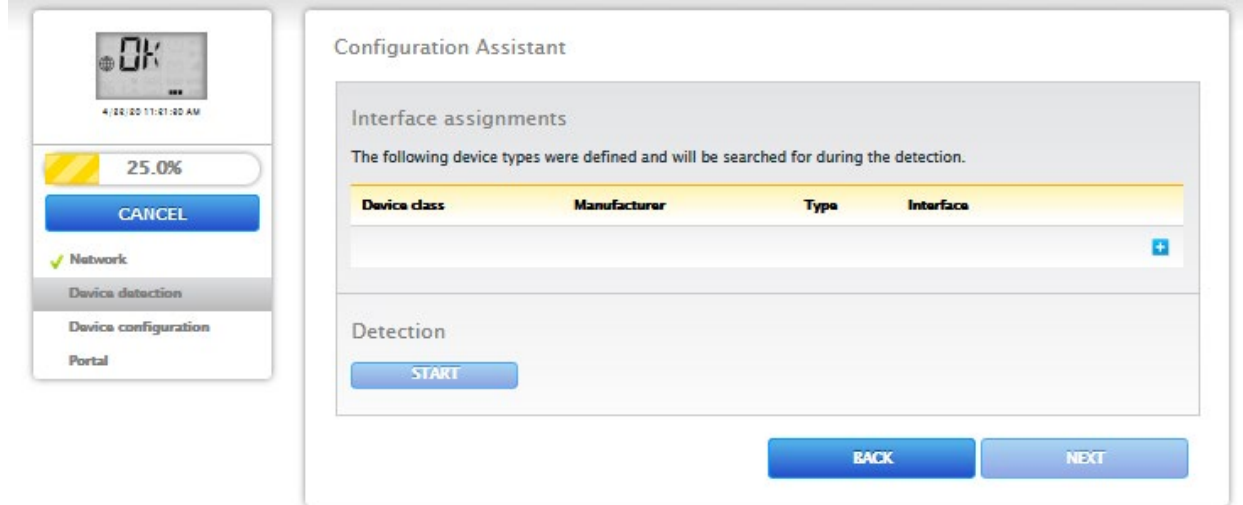 OK
4/28/20 11:21:20 AM
25.0%
CANCEL
Network
Device detection
Device configuration
Portal
Configuration Assistant
Interface assignments
The following device types were defined and will be searched for during the detection.
Device class Manufacturer Type Interface
Detection
START
BACK NEXT